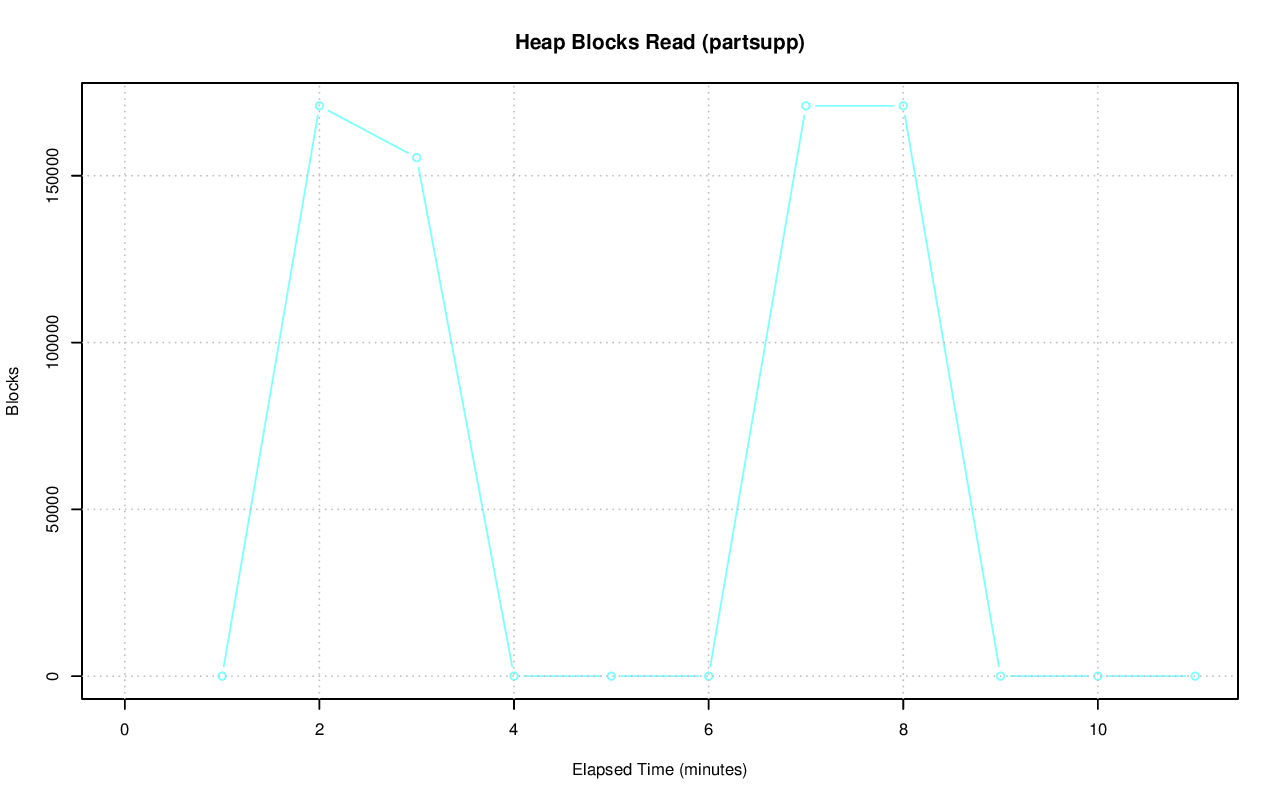 Heap Blocks Read (partsupp)
Blocks
150000
100000
50000
0
0 2 4 6 8 10
Elapsed Time (minutes)